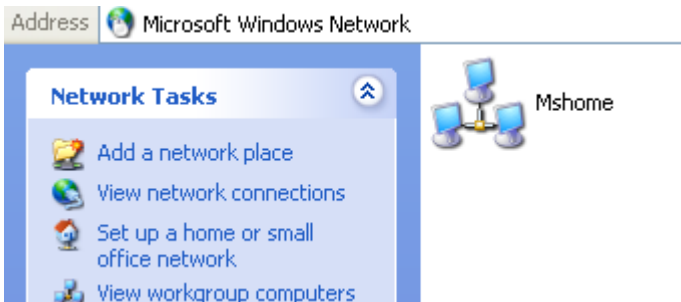 Address Microsoft Windows Network
Network Tasks
Mshome
Add a network place
View network connections
Set up a home or small
office network
View workgroup computers